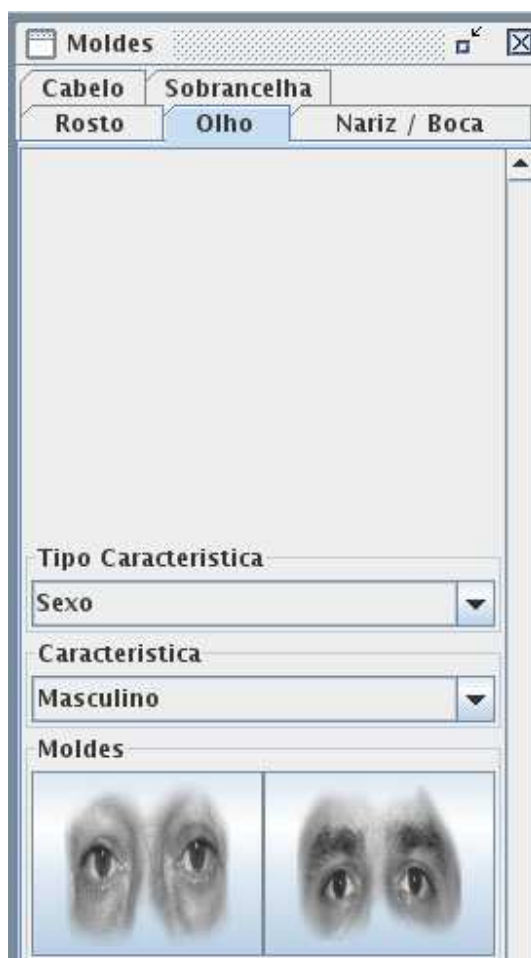 Moldes
Cabelo Sobrancelha
Rosto Olho Nariz / Boca
Tipo Caracteristica
Sexo
Caracteristica
Masculino
Moldes